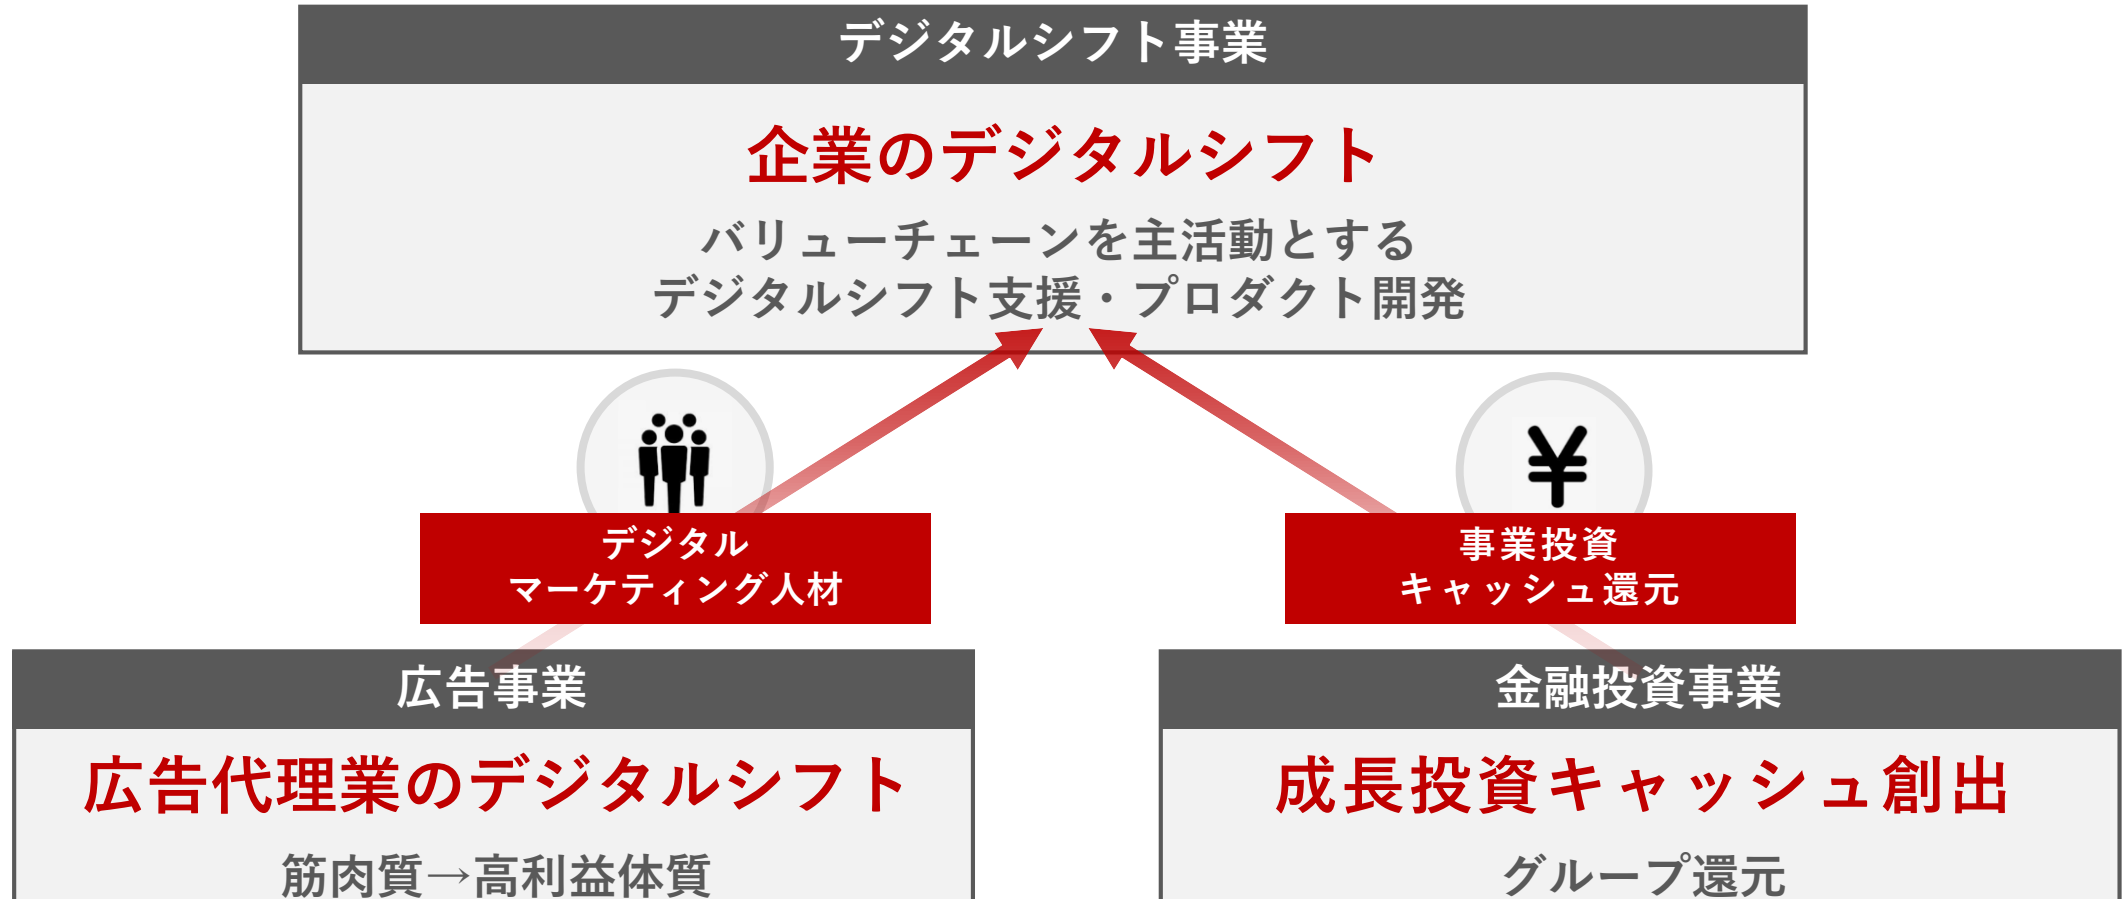 デジタルシフト事業
企業のデジタルシフト
バリューチェーンを主活動とする
デジタルシフト支援・プロダクト開発
¥
デジタル
マーケティング人材
事業投資
キャッシュ還元
広告事業
広告代理業のデジタルシフト
筋肉質→高利益体質
金融投資事業
成長投資キャッシュ創出
グループ還元